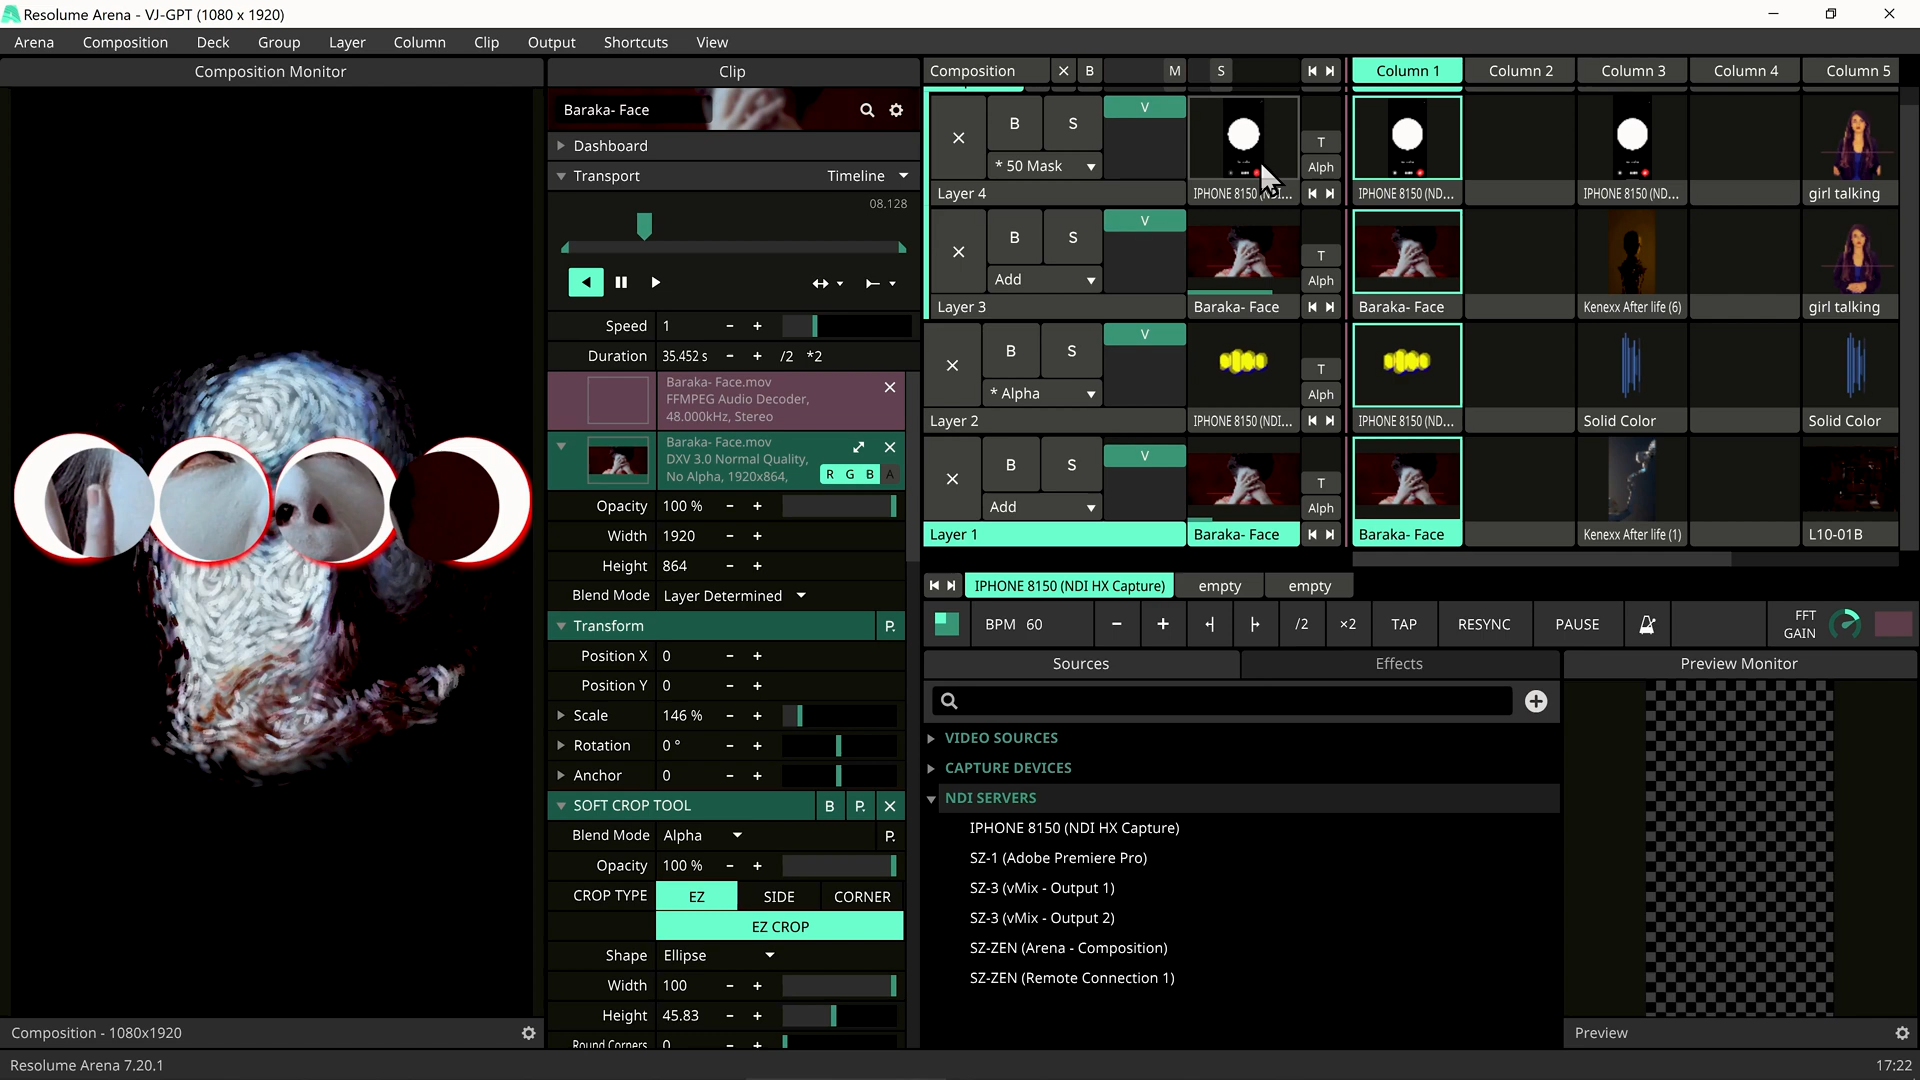 Resolume Arena - VJ-GPT (1080 x 1920)
Arena Composition Deck Group Layer Column Clip Output Shortcuts View
Composition Monitor
Composition - 1080x1920
Clip
Baraka- Face
Dashboard
Transport Timeline
08.128
Speed 1 - +
Duration 35.452 s - + /2 *2
Baraka- Face.mov
FFMPEG Audio Decoder,
48.000kHz, Stereo
Baraka- Face.mov
DXV 3.0 Normal Quality,
No Alpha, 1920x864,
R G B A
Opacity 100 % - +
Width 1920 - +
Height 864 - +
Blend Mode Layer Determined
Transform P.
Position X 0 - +
Position Y 0 - +
Scale 146 % - +
Rotation 0 ° - +
Anchor 0 - +
SOFT CROP TOOL B P. ×
Blend Mode Alpha P.
Opacity 100 % - +
CROP TYPE EZ SIDE CORNER
EZ CROP
Shape Ellipse
Width 100 - +
Height 45.83 - +
Round Corners 0 - +
Composition × B M S Column 1 Column 2 Column 3 Column 4 Column 5
× B S V T
* 50 Mask Alph
Layer 4 IPHONE 8150 (NDI... IPHONE 8150 (ND... IPHONE 8150 (ND... girl talking
× B S V T
Add Alph
Layer 3 Baraka- Face Baraka- Face Kenexx After life (6) girl talking
× B S V T
* Alpha Alph
Layer 2 IPHONE 8150 (NDI... IPHONE 8150 (ND... Solid Color Solid Color
× B S V T
Add Alph
Layer 1 Baraka- Face Baraka- Face Kenexx After life (1) L10-01B
IPHONE 8150 (NDI HX Capture) empty empty
BPM 60 - + /2 ×2 TAP RESYNC PAUSE FFT
GAIN
Sources Effects
VIDEO SOURCES
CAPTURE DEVICES
NDI SERVERS
IPHONE 8150 (NDI HX Capture)
SZ-1 (Adobe Premiere Pro)
SZ-3 (vMix - Output 1)
SZ-3 (vMix - Output 2)
SZ-ZEN (Arena - Composition)
SZ-ZEN (Remote Connection 1)
Preview Monitor
Preview
Resolume Arena 7.20.1 17:22